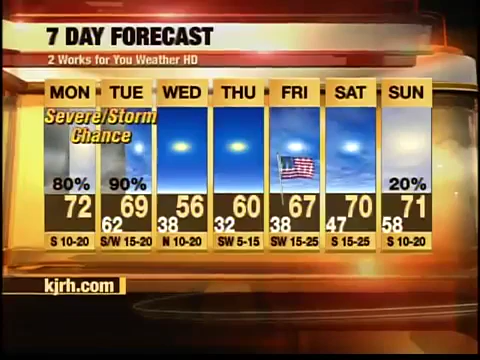 7 DAY FORECAST
2 Works for You Weather HD
MON TUE WED THU FRI SAT SUN
Severe/Storm
Chance
80% 90% 20%
72 69 56 60 67 70 71
62 38 32 38 47 58
S 10-20 S/W 15-20 N 10-20 SW 5-15 SW 15-25 S 15-25 S 10-20
kjrh.com